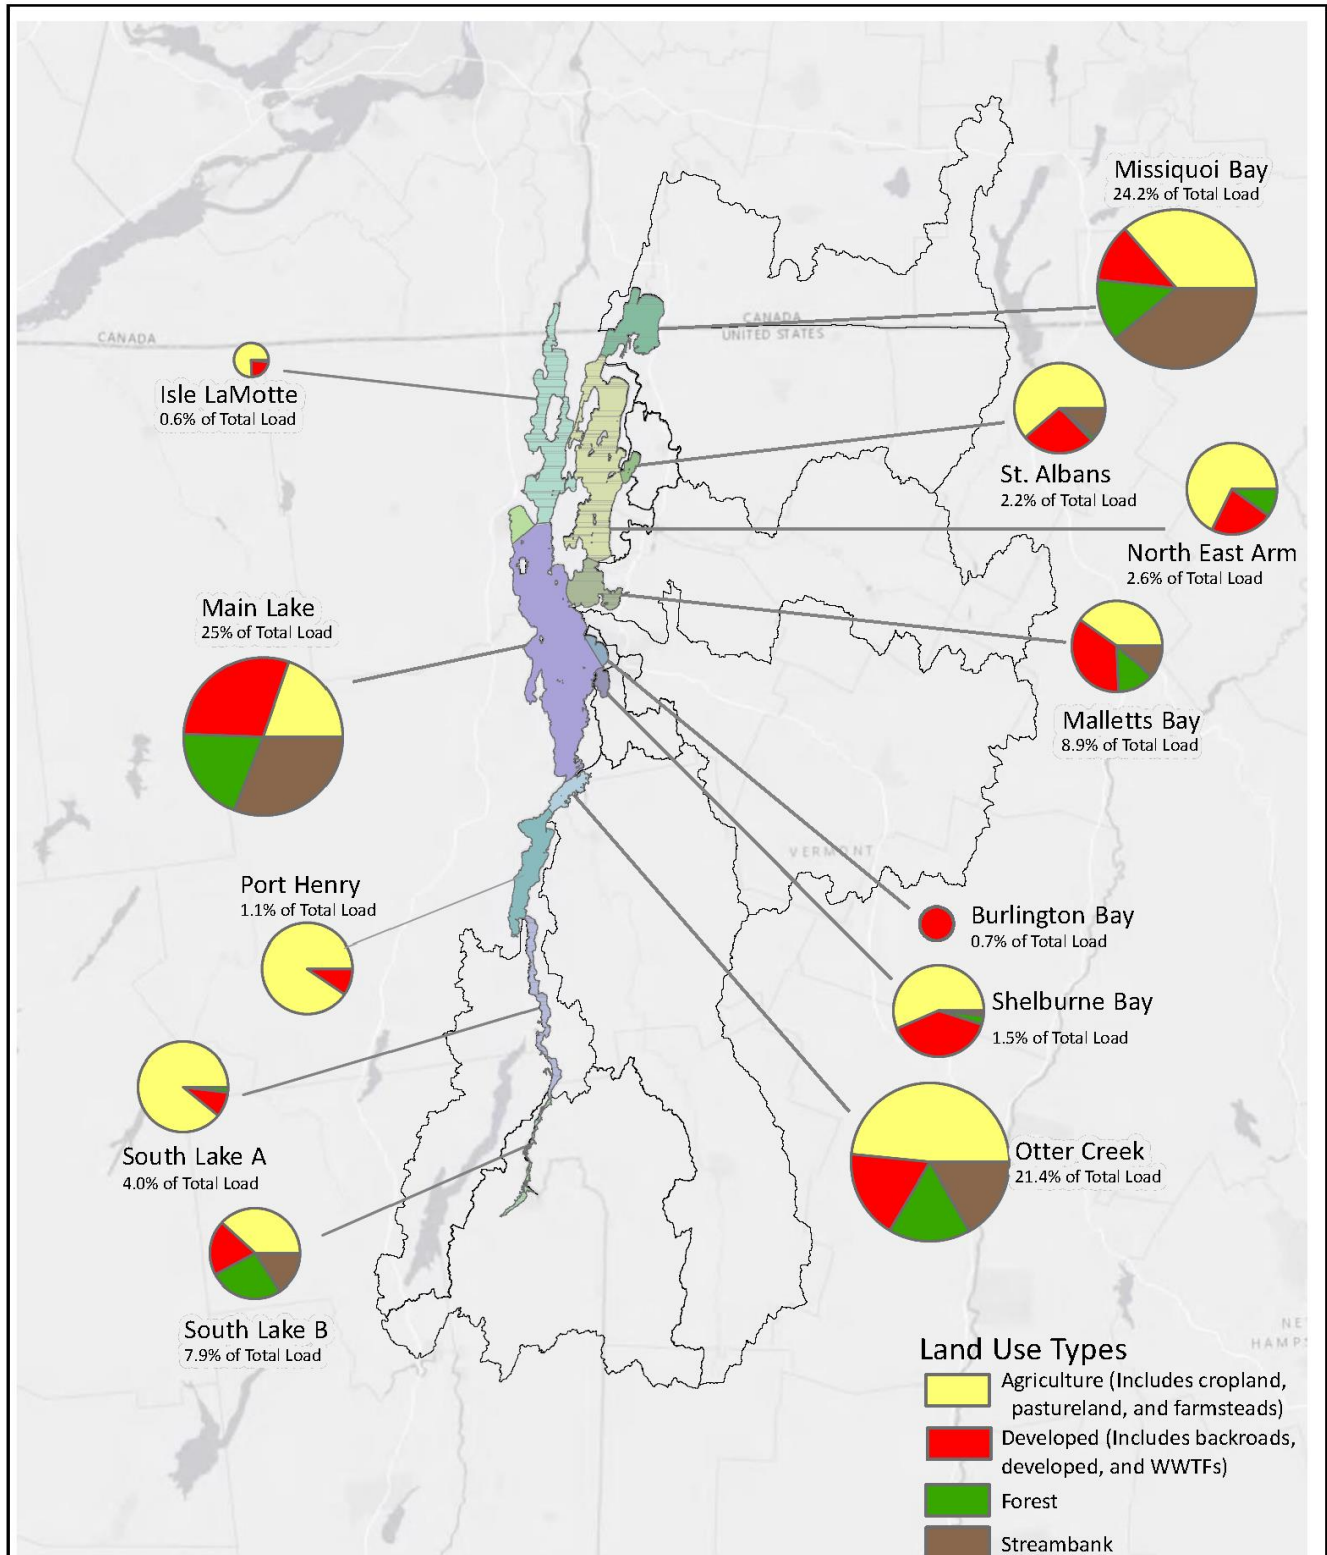 Missiquoi Bay
24.2% of Total Load
CANADA
UNITED STATES
CANADA
Isle LaMotte
0.6% of Total Load
St. Albans
2.2% of Total Load
North East Arm
2.6% of Total Load
Main Lake
25% of Total Load
Malletts Bay
8.9% of Total Load
VERMONT
Port Henry
1.1% of Total Load
Burlington Bay
0.7% of Total Load
Shelburne Bay
1.5% of Total Load
South Lake A
4.0% of Total Load
Otter Creek
21.4% of Total Load
South Lake B
7.9% of Total Load
NE
HAMPS
Land Use Types
Agriculture (Includes cropland,
pastureland, and farmsteads)
Developed (Includes backroads,
developed, and WWTFs)
Forest
Streambank